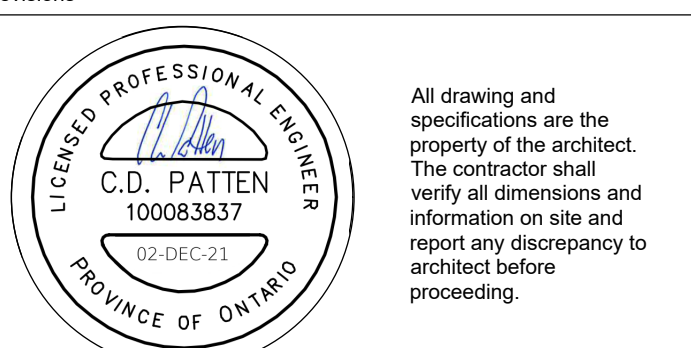 LICENSED PROFESSIONAL ENGINEER
C.D. PATTEN
100083837
02-DEC-21
PROVINCE OF ONTARIO
All drawing and
specifications are the
property of the architect.
The contractor shall
verify all dimensions and
information on site and
report any discrepancy to
architect before
proceeding.